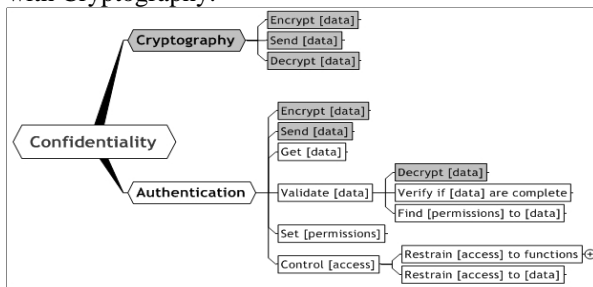 with Cryptography.
Encrypt [data]
Cryptography
Send [data]
Decrypt [data]
Encrypt [data]
Send [data]
Confidentiality
Get [data]
Decrypt [data]
Authentication
Validate [data]
Verify if [data] are complete
Find [permissions] to [data]
Set [permissions]
Restrain [access] to functions
Control [access]
Restrain [access] to [data]